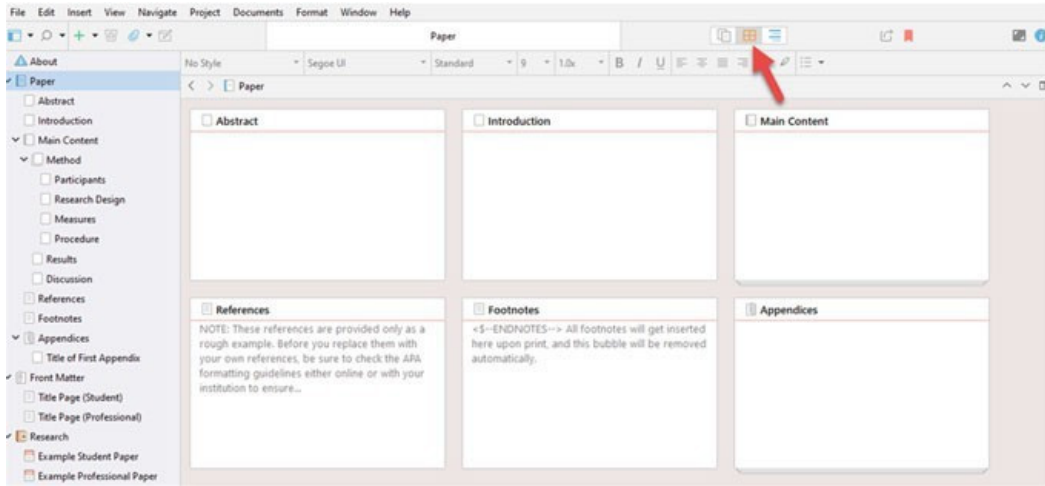 File Edit Insert View Navigate Project Documents Format Window Help
Paper
No Style Segoe UI Standard 9 1.0x B I U
Paper
About
Paper
Abstract
Introduction
Main Content
Method
Participants
Research Design
Measures
Procedure
Results
Discussion
References
Footnotes
Appendices
Title of First Appendix
Front Matter
Title Page (Student)
Title Page (Professional)
Research
Example Student Paper
Example Professional Paper
Abstract
Introduction
Main Content
References
NOTE: These references are provided only as a
rough example. Before you replace them with
your own references, be sure to check the APA
formatting guidelines either online or with your
institution to ensure...
Footnotes
<$--ENDNOTES--> All footnotes will get inserted
here upon print, and this bubble will be removed
automatically.
Appendices